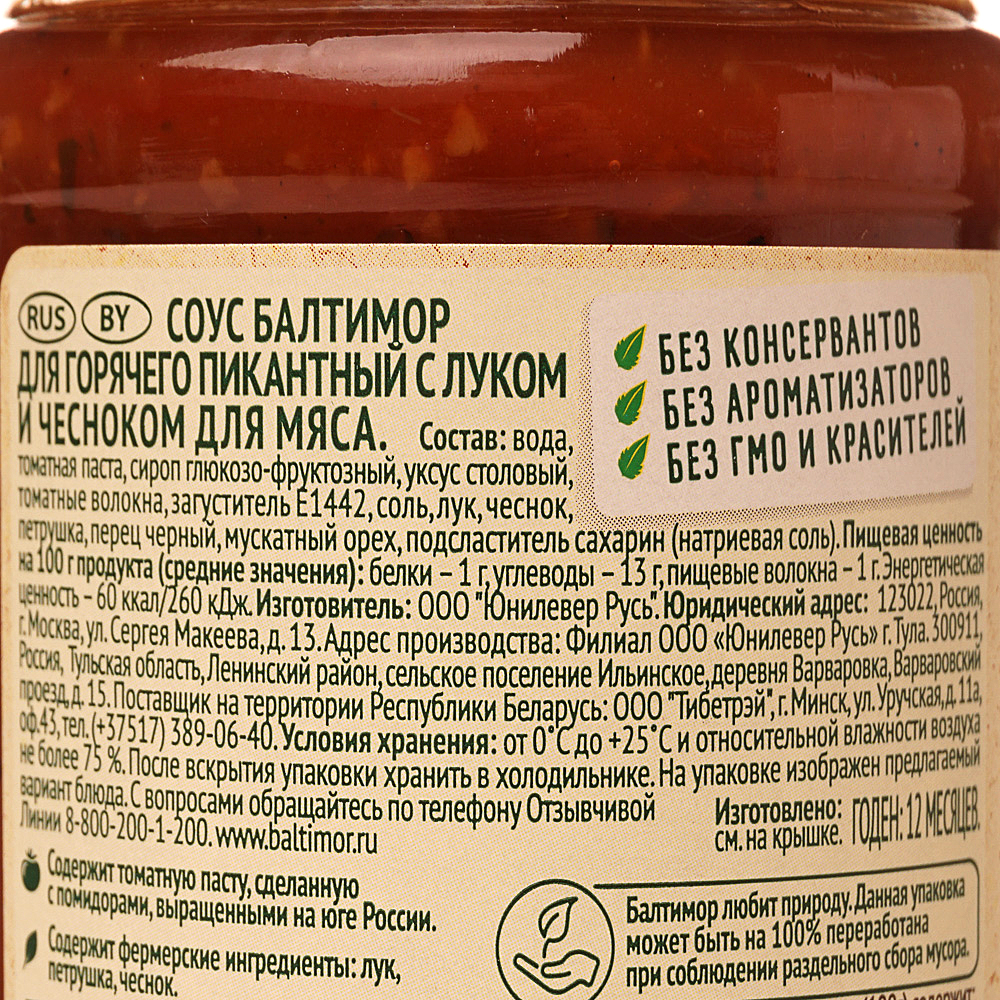 RUS BY СОУС БАЛТИМОР
ДЛЯ ГОРЯЧЕГО ПИКАНТНЫЙ С ЛУКОМ
И ЧЕСНОКОМ ДЛЯ МЯСА. Состав: вода,
томатная паста, сироп глюкозо-фруктозный, уксус столовый,
томатные волокна, загуститель Е1442, соль, лук, чеснок,
петрушка, перец черный, мускатный орех, подсластитель сахарин (натриевая соль). Пищевая ценность
на 100 г продукта (средние значения): белки – 1 г, углеводы – 13 г, пищевые волокна – 1 г. Энергетическая
ценность – 60 ккал/260 кДж. Изготовитель: ООО "Юнилевер Русь". Юридический адрес: 123022, Россия,
г. Москва, ул. Сергея Макеева, д. 13. Адрес производства: Филиал ООО «Юнилевер Русь» г. Тула. 300911,
Россия, Тульская область, Ленинский район, сельское поселение Ильинское, деревня Варваровка, Варваровский
проезд, д. 15. Поставщик на территории Республики Беларусь: ООО "Тибетрэй", г. Минск, ул. Уручская, д. 11а,
оф.43, тел.(+37517) 389-06-40. Условия хранения: от 0°С до +25°С и относительной влажности воздуха
не более 75 %. После вскрытия упаковки хранить в холодильнике. На упаковке изображен предлагаемый
вариант блюда. С вопросами обращайтесь по телефону Отзывчивой
Линии 8-800-200-1-200. www.baltimor.ru
Изготовлено:
см. на крышке.
ГОДЕН: 12 МЕСЯЦЕВ.
БЕЗ КОНСЕРВАНТОВ
БЕЗ АРОМАТИЗАТОРОВ
БЕЗ ГМО И КРАСИТЕЛЕЙ
Содержит томатную пасту, сделанную
с помидорами, выращенными на юге России.
Содержит фермерские ингредиенты: лук,
петрушка, чеснок.
Балтимор любит природу. Данная упаковка
может быть на 100% переработана
при соблюдении раздельного сбора мусора.